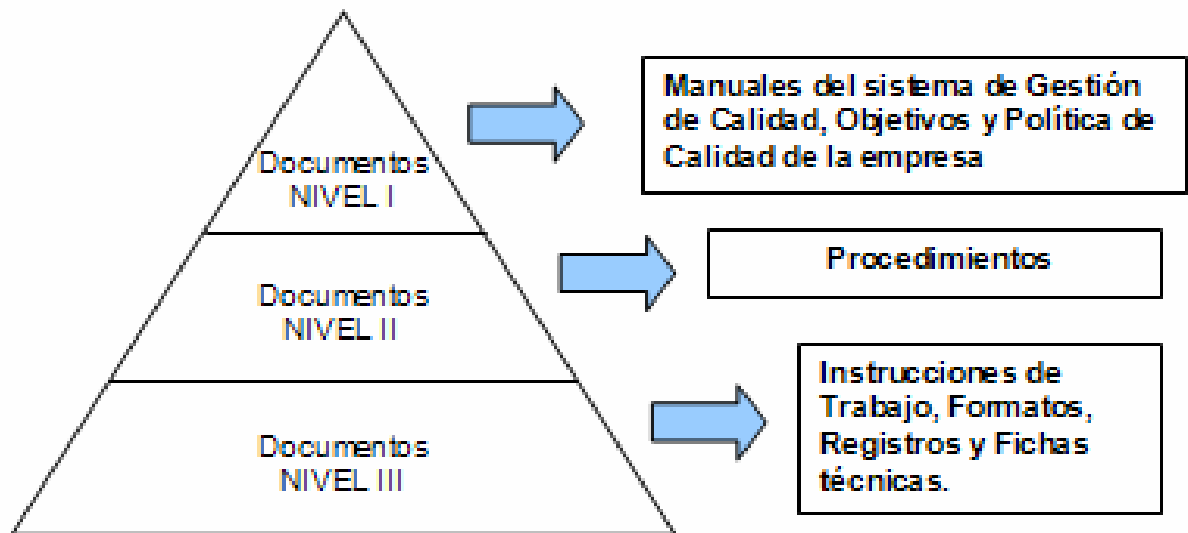 Documentos
NIVEL I
Manuales del sistema de Gestión
de Calidad, Objetivos y Política de
Calidad de la empresa
Documentos
NIVEL II
Procedimientos
Documentos
NIVEL III
Instrucciones de
Trabajo, Formatos,
Registros y Fichas
técnicas.